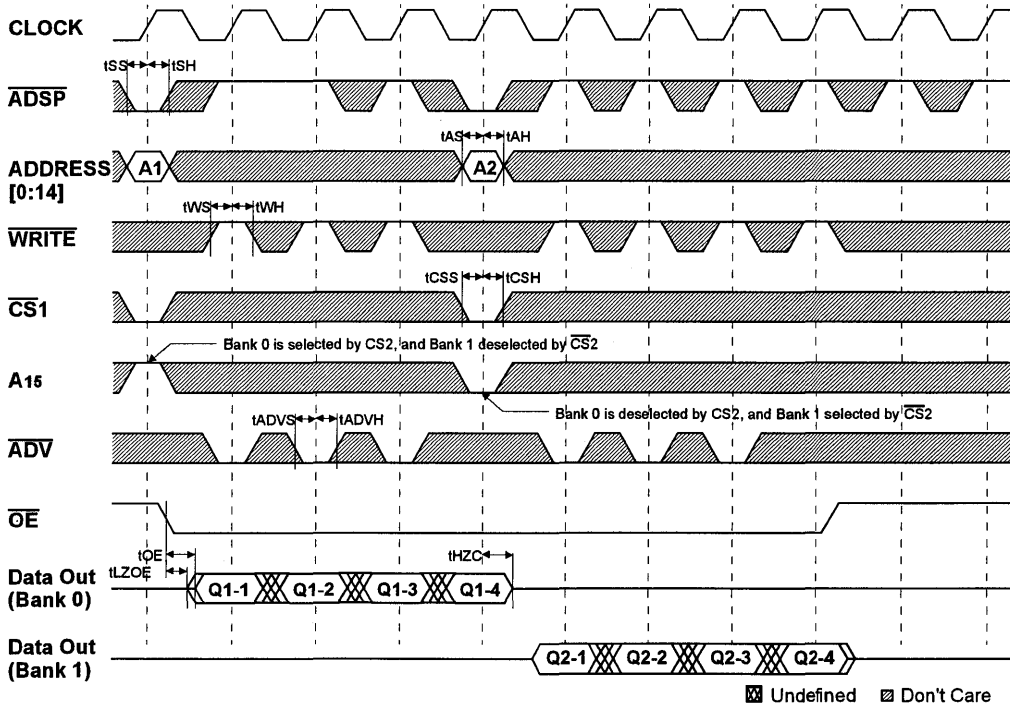 CLOCK
tSS tSH
ADSP
tAS tAH
ADDRESS
[0:14]
A1 A2
tWS tWH
WRITE
tCSS tCSH
CS1
Bank 0 is selected by CS2, and Bank 1 deselected by CS2
A15
Bank 0 is deselected by CS2, and Bank 1 selected by CS2
tADVS tADVH
ADV
OE
tOE tHZC
tLZOE
Data Out
(Bank 0)
Q1-1 Q1-2 Q1-3 Q1-4
Data Out
(Bank 1)
Q2-1 Q2-2 Q2-3 Q2-4
Undefined Don't Care